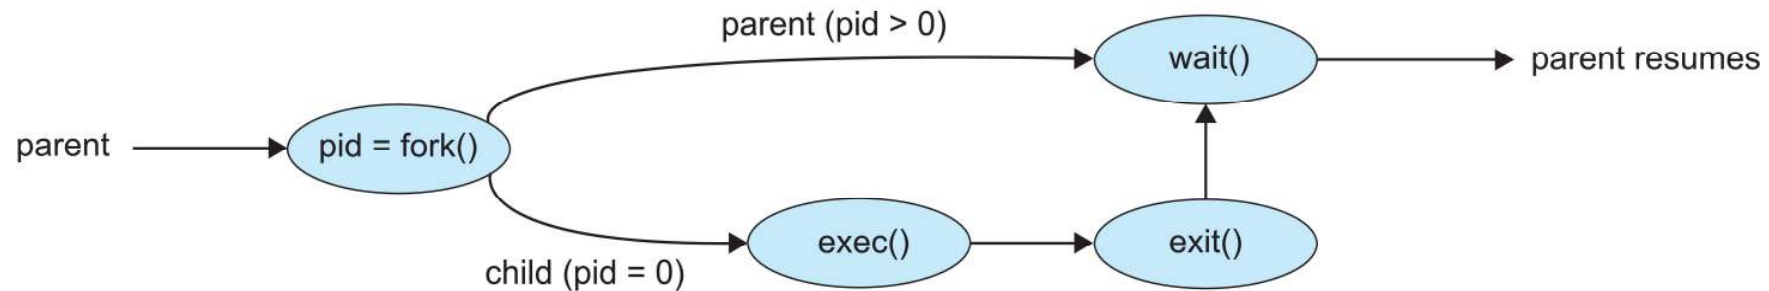 parent (pid > 0)
wait()
parent resumes
parent
pid = fork()
exec()
exit()
child (pid = 0)